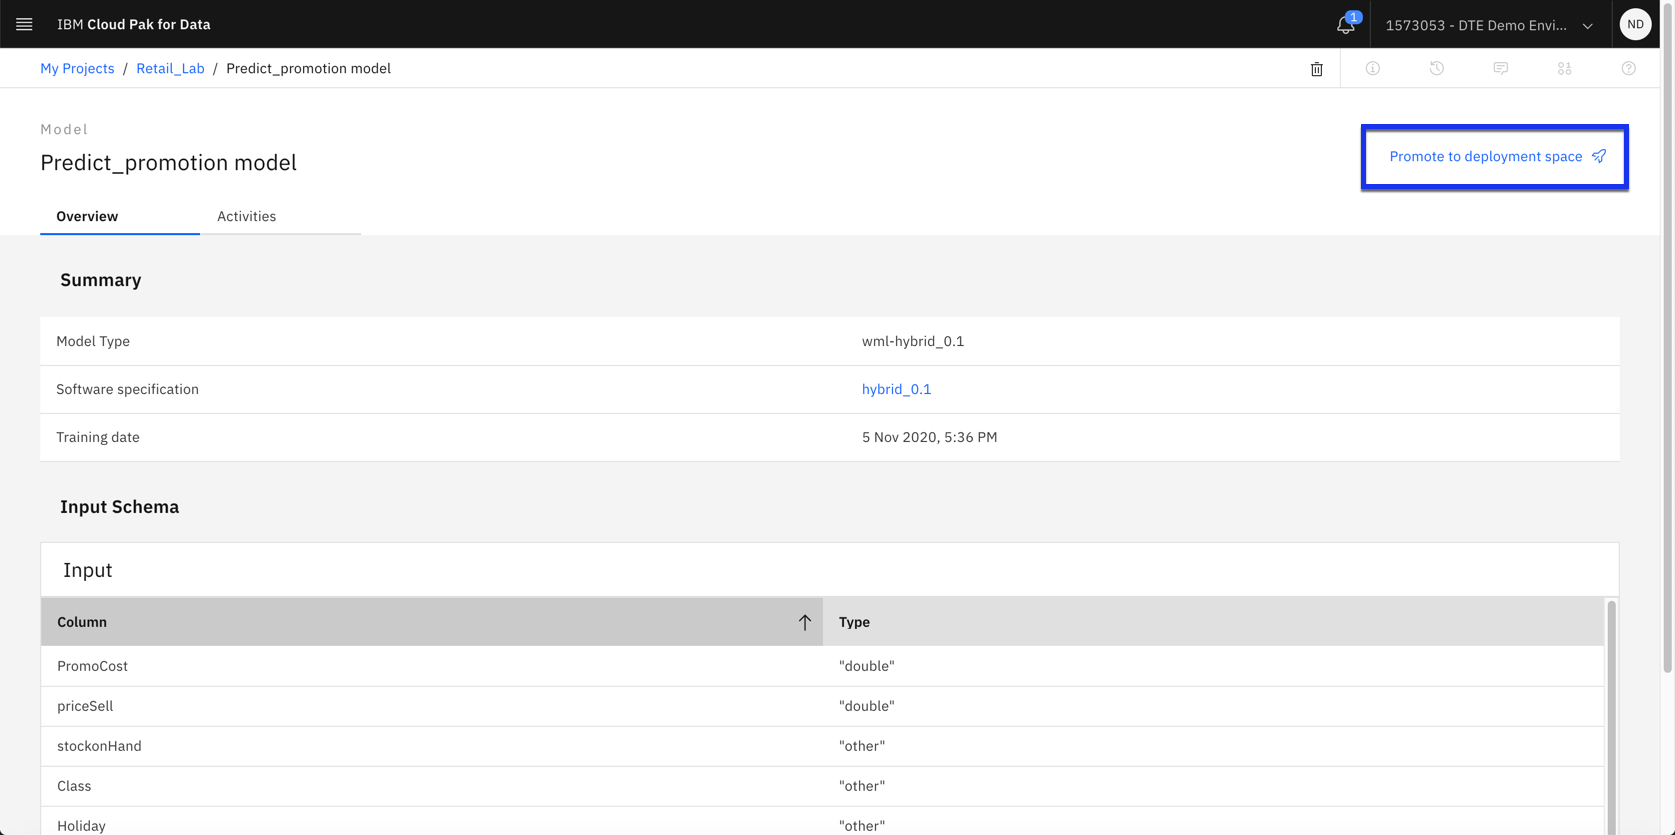 IBM Cloud Pak for Data
1
1573053 - DTE Demo Envi...
ND
My Projects / Retail_Lab / Predict_promotion model
Model
Predict_promotion model
Promote to deployment space
Overview
Activities
Summary
Model Type
wml-hybrid_0.1
Software specification
hybrid_0.1
Training date
5 Nov 2020, 5:36 PM
Input Schema
Input
Column
Type
PromoCost
"double"
priceSell
"double"
stockonHand
"other"
Class
"other"
Holiday
"other"